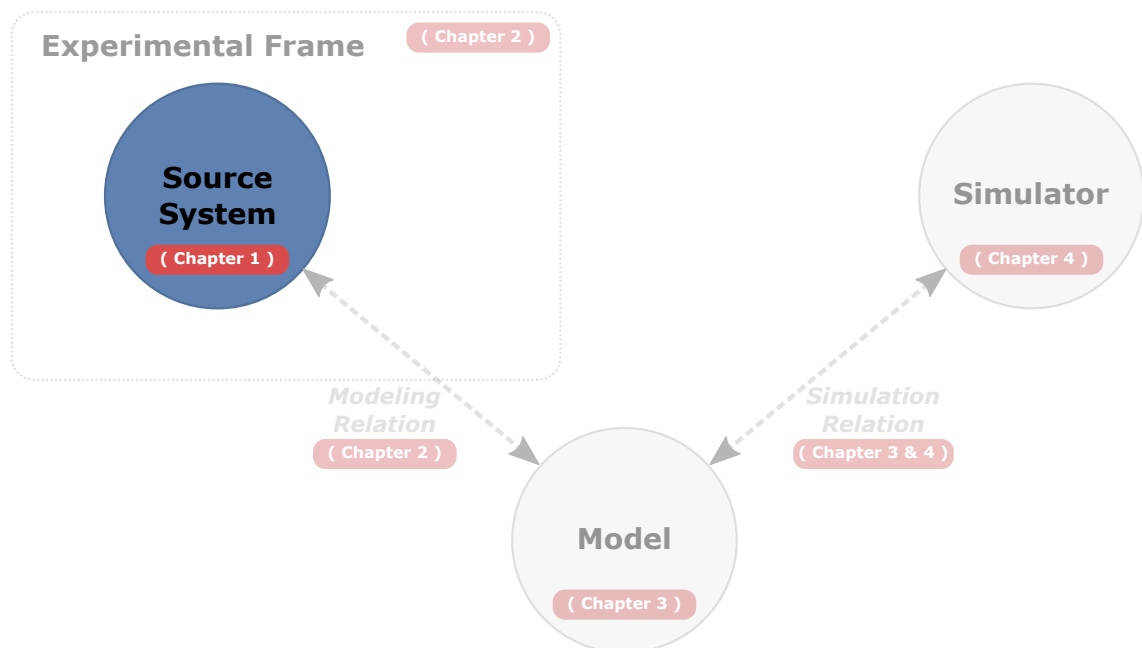 Experimental Frame
( Chapter 2 )
Source
System
( Chapter 1 )
Simulator
( Chapter 4 )
Modeling
Relation
( Chapter 2 )
Simulation
Relation
( Chapter 3 & 4 )
Model
( Chapter 3 )